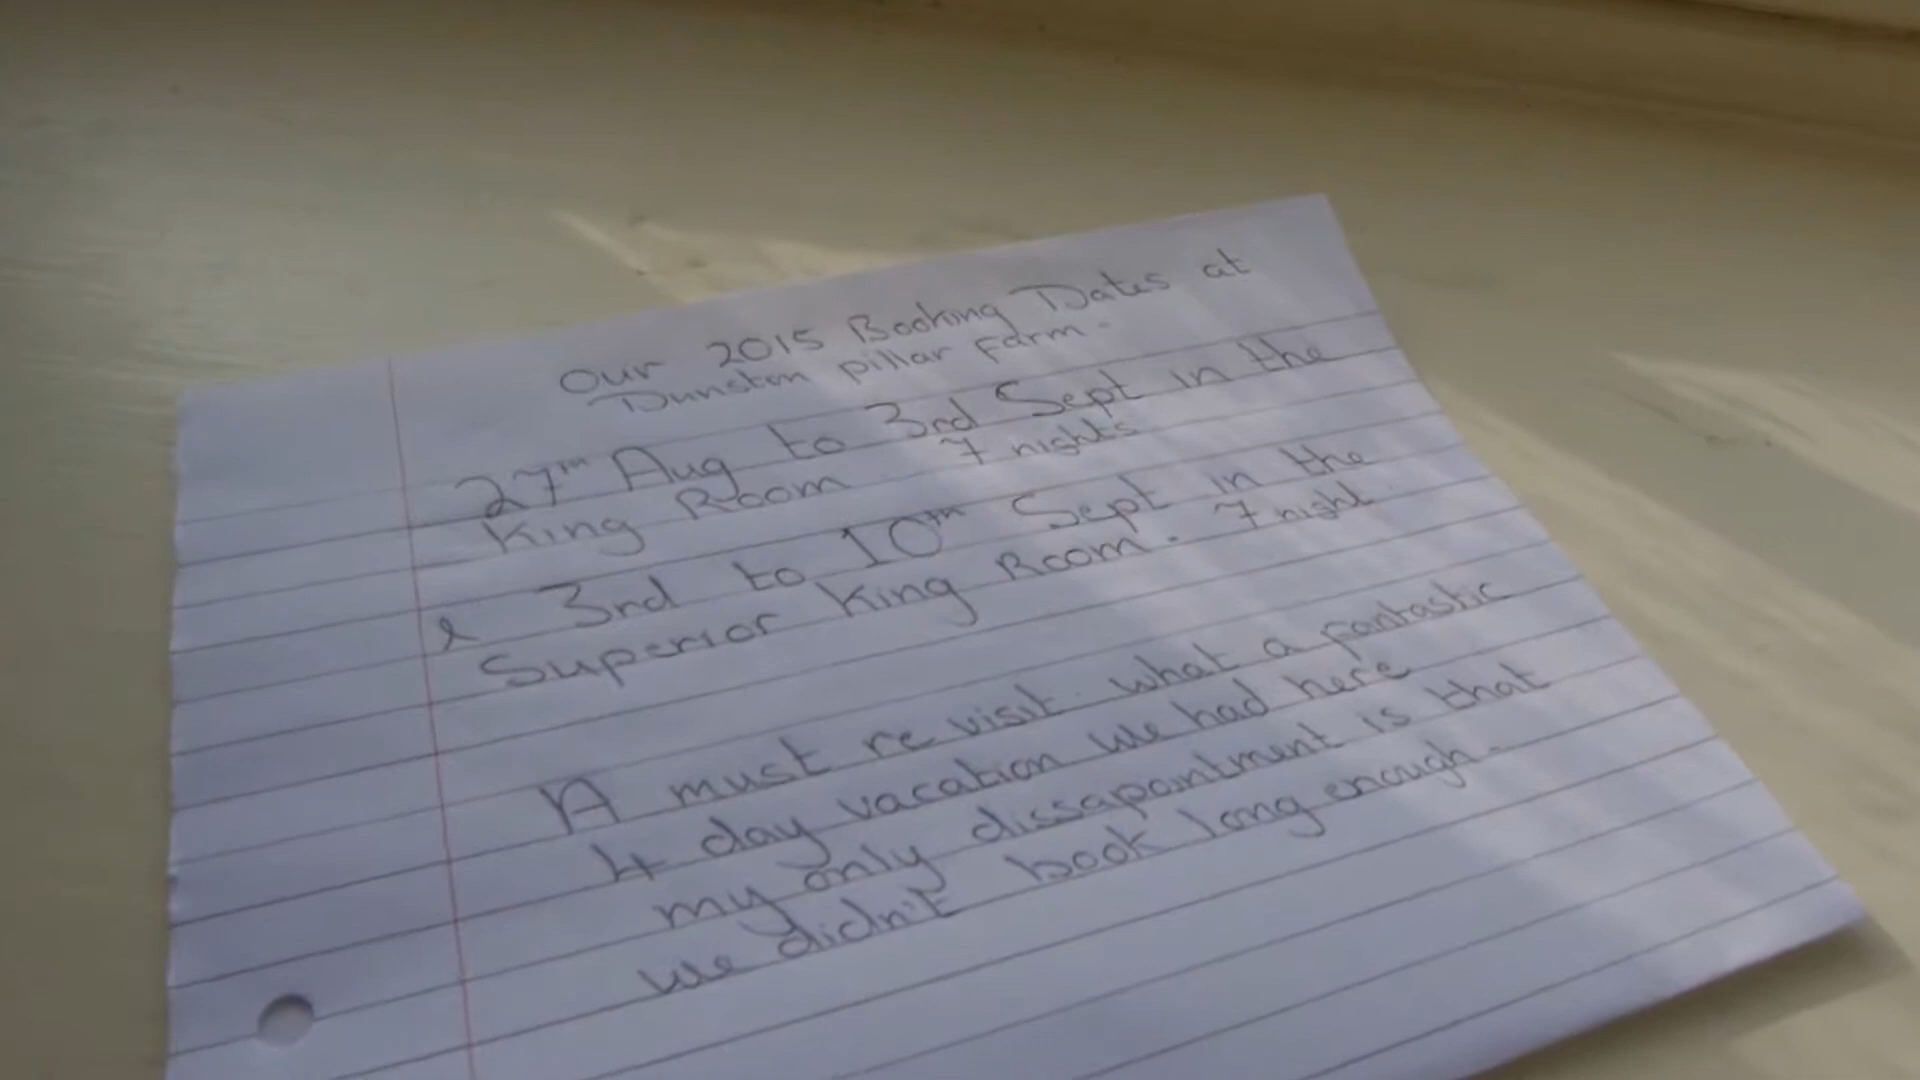 Our 2015 Booking Dates at
Dunston pillar farm.
27th Aug to 3rd Sept in the
King Room 7 nights
& 3rd to 10th Sept in the
Superior King Room. 7 night
A must re visit what a fantastic
4 day vacation we had here
my only dissapointment is that
we didn't book long enough.